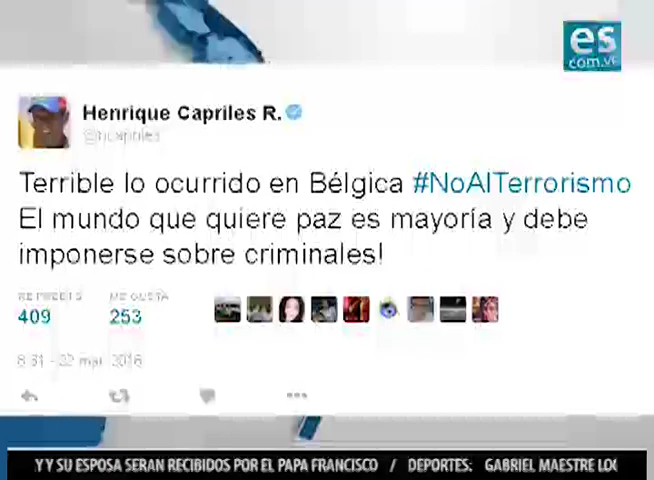 es
com.ve
Henrique Capriles R.
@hcapriles
Terrible lo ocurrido en Bélgica #NoAlTerrorismo
El mundo que quiere paz es mayoría y debe
imponerse sobre criminales!
RETWEETS ME GUSTA
409 253
8:31 - 22 mar. 2016
Y Y SU ESPOSA SERAN RECIBIDOS POR EL PAPA FRANCISCO / DEPORTES: GABRIEL MAESTRE